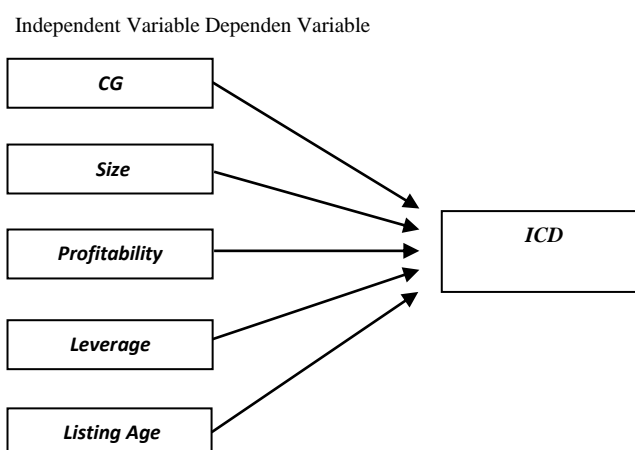 Independent Variable Dependen Variable
CG
Size
Profitability
ICD
Leverage
Listing Age